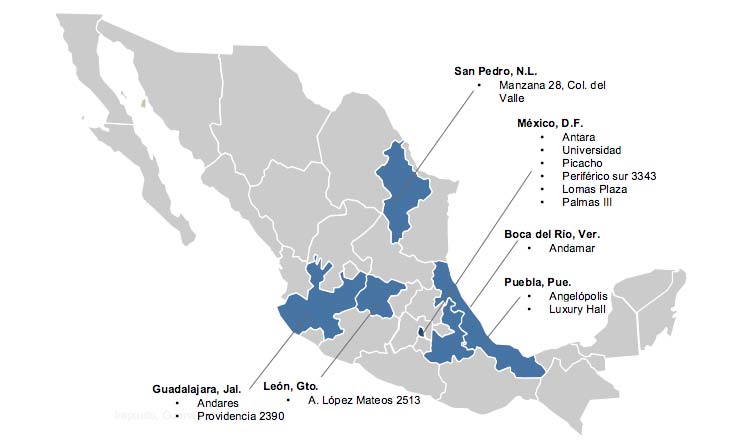 San Pedro, N.L.
• Manzana 28, Col. del
Valle
México, D.F.
• Antara
• Universidad
• Picacho
• Periférico sur 3343
• Lomas Plaza
• Palmas III
Boca del Río, Ver.
• Andamar
Puebla, Pue.
• Angelópolis
• Luxury Hall
Guadalajara, Jal.
• Andares
• Providencia 2390
León, Gto.
• A. López Mateos 2513